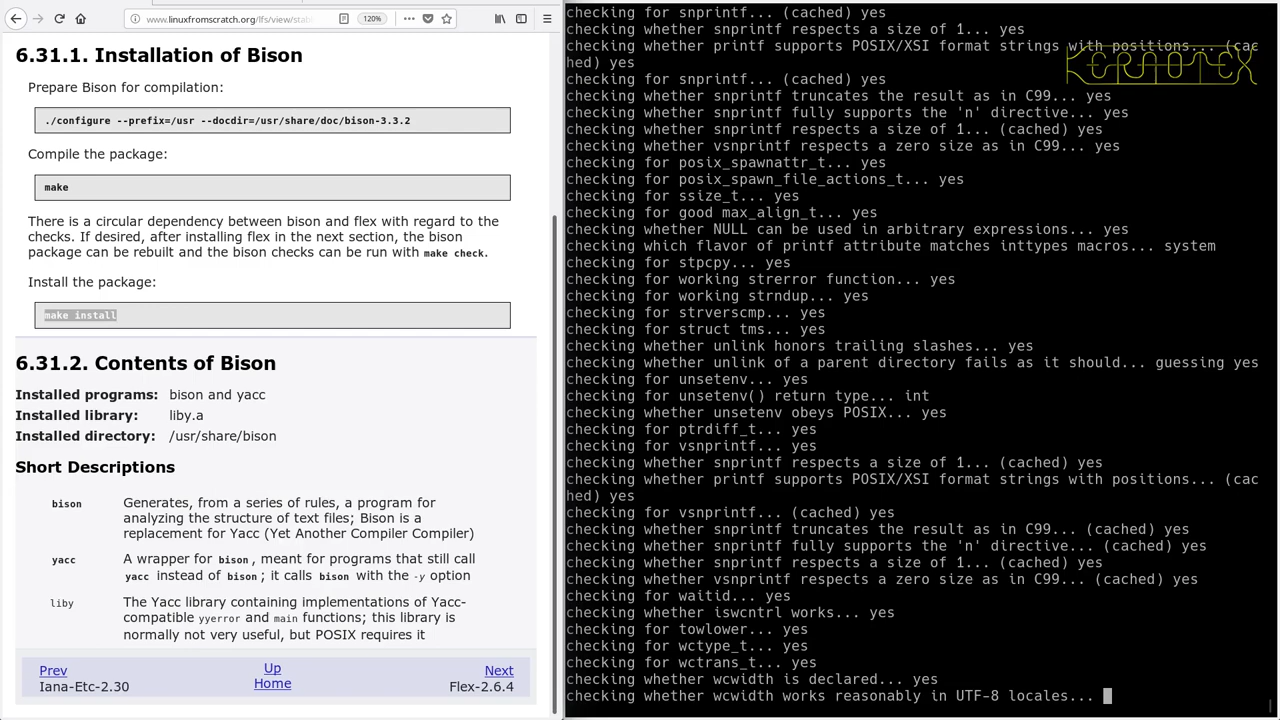 www.linuxfromscratch.org/lfs/view/stab
120%
6.31.1. Installation of Bison
Prepare Bison for compilation:
./configure --prefix=/usr --docdir=/usr/share/doc/bison-3.3.2
Compile the package:
make
There is a circular dependency between bison and flex with regard to the
checks. If desired, after installing flex in the next section, the bison
package can be rebuilt and the bison checks can be run with make check.
Install the package:
make install
6.31.2. Contents of Bison
Installed programs: bison and yacc
Installed library: liby.a
Installed directory: /usr/share/bison
Short Descriptions
bison Generates, from a series of rules, a program for
analyzing the structure of text files; Bison is a
replacement for Yacc (Yet Another Compiler Compiler)
yacc A wrapper for bison, meant for programs that still call
yacc instead of bison; it calls bison with the -y option
liby The Yacc library containing implementations of Yacc-
compatible yyerror and main functions; this library is
normally not very useful, but POSIX requires it
Prev Up Next
Iana-Etc-2.30 Home Flex-2.6.4
checking for snprintf... (cached) yes
checking whether snprintf respects a size of 1... yes
checking whether printf supports POSIX/XSI format strings with positions... (cac
hed) yes
KERNOTEX
checking for snprintf... (cached) yes
checking whether snprintf truncates the result as in C99... yes
checking whether snprintf fully supports the 'n' directive... yes
checking whether snprintf respects a size of 1... (cached) yes
checking whether vsnprintf respects a zero size as in C99... yes
checking for posix_spawnattr_t... yes
checking for posix_spawn_file_actions_t... yes
checking for ssize_t... yes
checking for good max_align_t... yes
checking whether NULL can be used in arbitrary expressions... yes
checking which flavor of printf attribute matches inttypes macros... system
checking for stpcpy... yes
checking for working strerror function... yes
checking for working strndup... yes
checking for strverscmp... yes
checking for struct tms... yes
checking whether unlink honors trailing slashes... yes
checking whether unlink of a parent directory fails as it should... guessing yes
checking for unsetenv... yes
checking for unsetenv() return type... int
checking whether unsetenv obeys POSIX... yes
checking for ptrdiff_t... yes
checking for vsnprintf... yes
checking whether snprintf respects a size of 1... (cached) yes
checking whether printf supports POSIX/XSI format strings with positions... (cac
hed) yes
checking for vsnprintf... (cached) yes
checking whether snprintf truncates the result as in C99... (cached) yes
checking whether snprintf fully supports the 'n' directive... (cached) yes
checking whether snprintf respects a size of 1... (cached) yes
checking whether vsnprintf respects a zero size as in C99... (cached) yes
checking for waitid... yes
checking whether iswcntrl works... yes
checking for towlower... yes
checking for wctype_t... yes
checking for wctrans_t... yes
checking whether wcwidth is declared... yes
checking whether wcwidth works reasonably in UTF-8 locales...